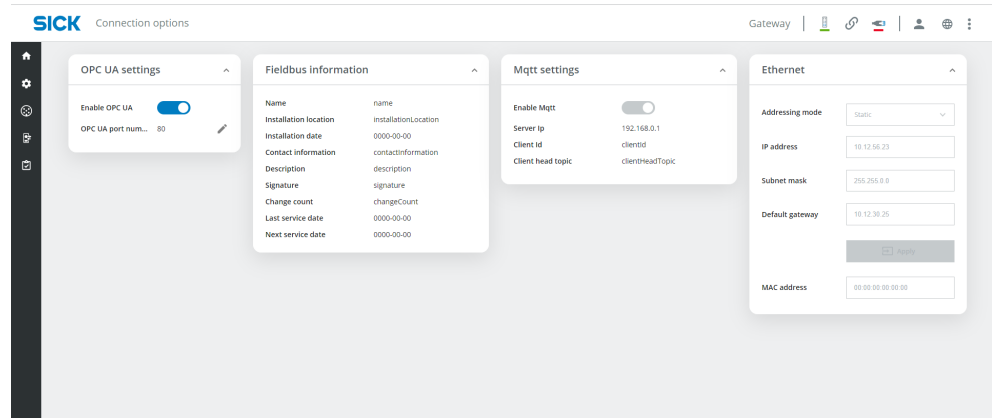 SICK Connection options Gateway
OPC UA settings
Enable OPC UA
OPC UA port num... 80
Fieldbus information
Name name
Installation location installationLocation
Installation date 0000-00-00
Contact information contactInformation
Description description
Signature signature
Change count changeCount
Last service date 0000-00-00
Next service date 0000-00-00
Mqtt settings
Enable Mqtt
Server Ip 192.168.0.1
Client Id clientId
Client head topic clientHeadTopic
Ethernet
Addressing mode Static
IP address 10.12.56.23
Subnet mask 255.255.0.0
Default gateway 10.12.30.25
Apply
MAC address 00:00:00:00:00:00